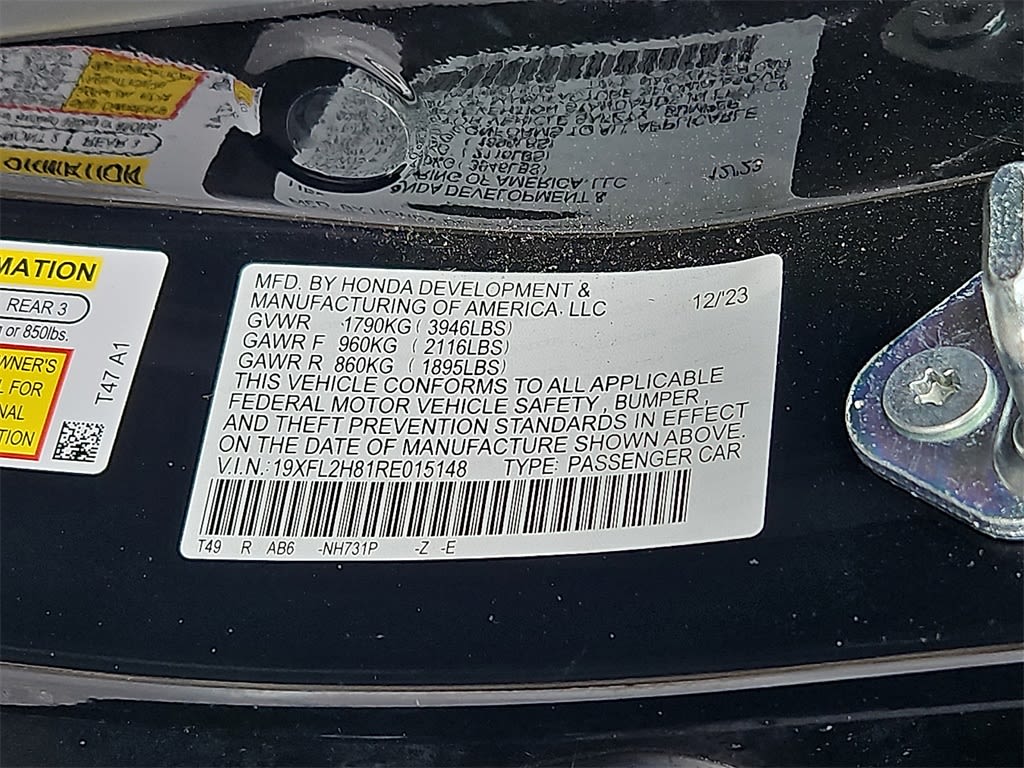 MATION
REAR 3
or 850lbs.
WNER'S
L FOR
NAL
TION
T47 A1
MFD. BY HONDA DEVELOPMENT &
MANUFACTURING OF AMERICA, LLC 12/'23
GVWR 1790KG ( 3946LBS)
GAWR F 960KG ( 2116LBS)
GAWR R 860KG ( 1895LBS)
THIS VEHICLE CONFORMS TO ALL APPLICABLE
FEDERAL MOTOR VEHICLE SAFETY, BUMPER,
AND THEFT PREVENTION STANDARDS IN EFFECT
ON THE DATE OF MANUFACTURE SHOWN ABOVE.
V.I.N.:19XFL2H81RE015148 TYPE: PASSENGER CAR
T49 R AB6 -NH731P -Z -E